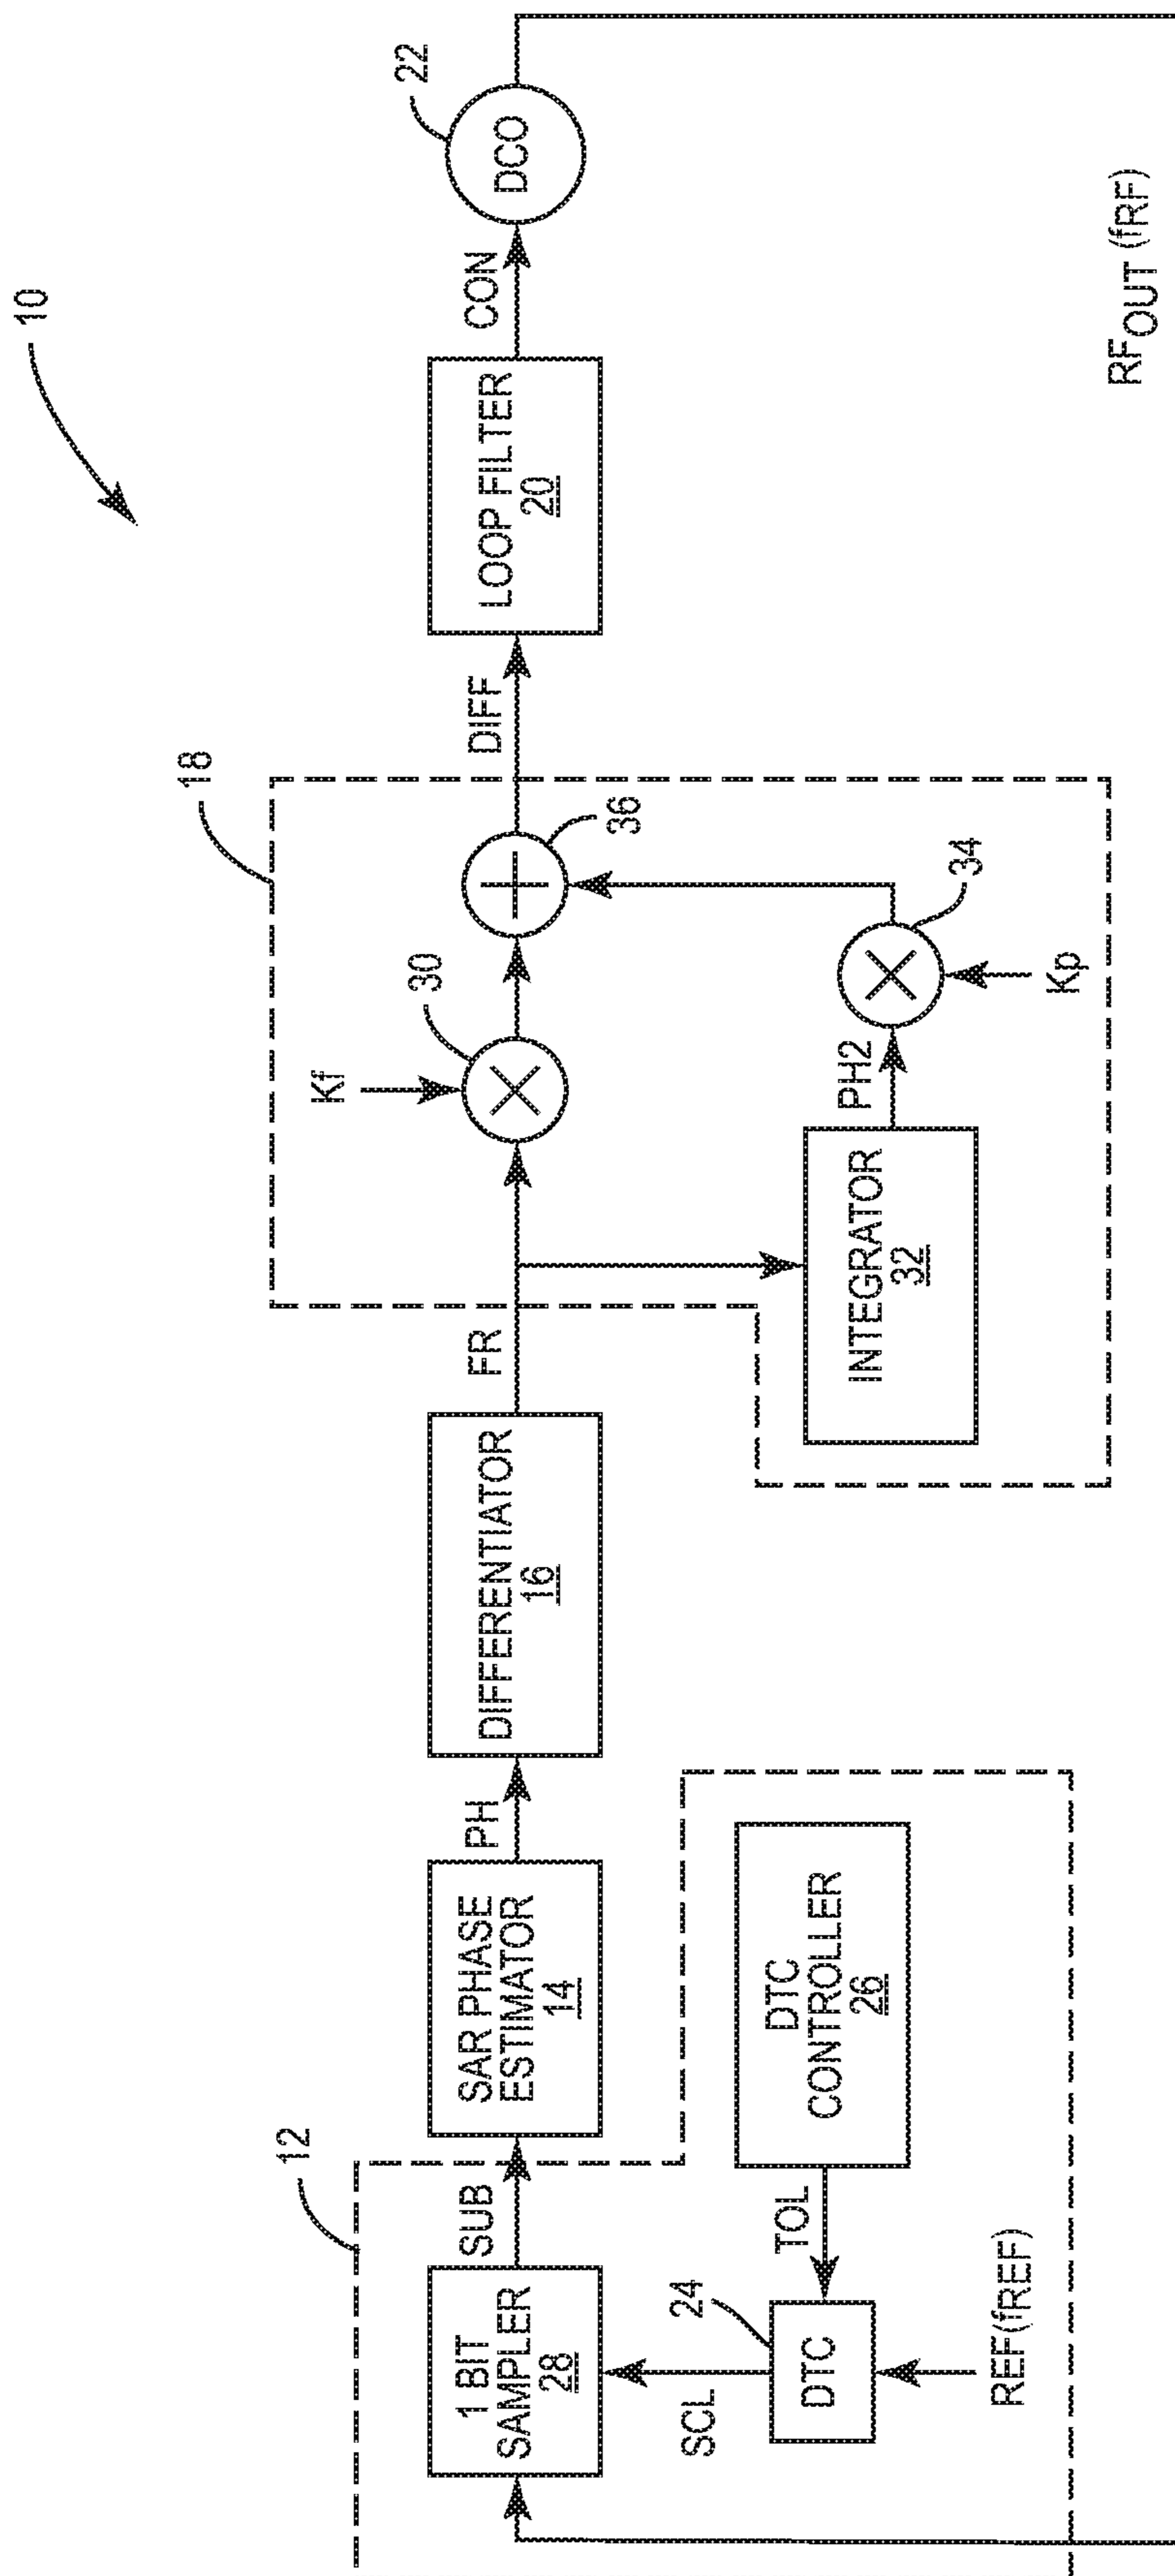 10
12
1 BIT
SAMPLER
28
SUB
SAR PHASE
ESTIMATOR
14
PH
DIFFERENTIATOR
16
FR
18
Kf
30
36
DIFF
LOOP FILTER
20
CON
22
DCO
SCL
24
DTC
TOL
DTC
CONTROLLER
26
REF(fREF)
INTEGRATOR
32
PH2
34
Kp
RFOUT (fRF)